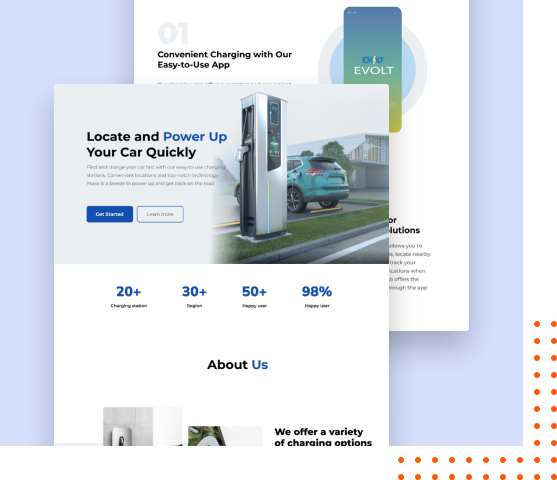 01
Convenient Charging with Our
Easy-to-Use App
EVOLT
EVOLT
Locate and Power Up
Your Car Quickly
Find and charge your car fast with our easy-to-use charging
stations. Convenient locations and top-notch technology
make it a breeze to power up and get back on the road
Get Started
Learn more
or
lutions
allows you to
s, locate nearby
track your
ications when
o offers the
hrough the app
20+
30+
50+
98%
Charging station
Region
Happy user
Happy user
About Us
We offer a variety
of charging options